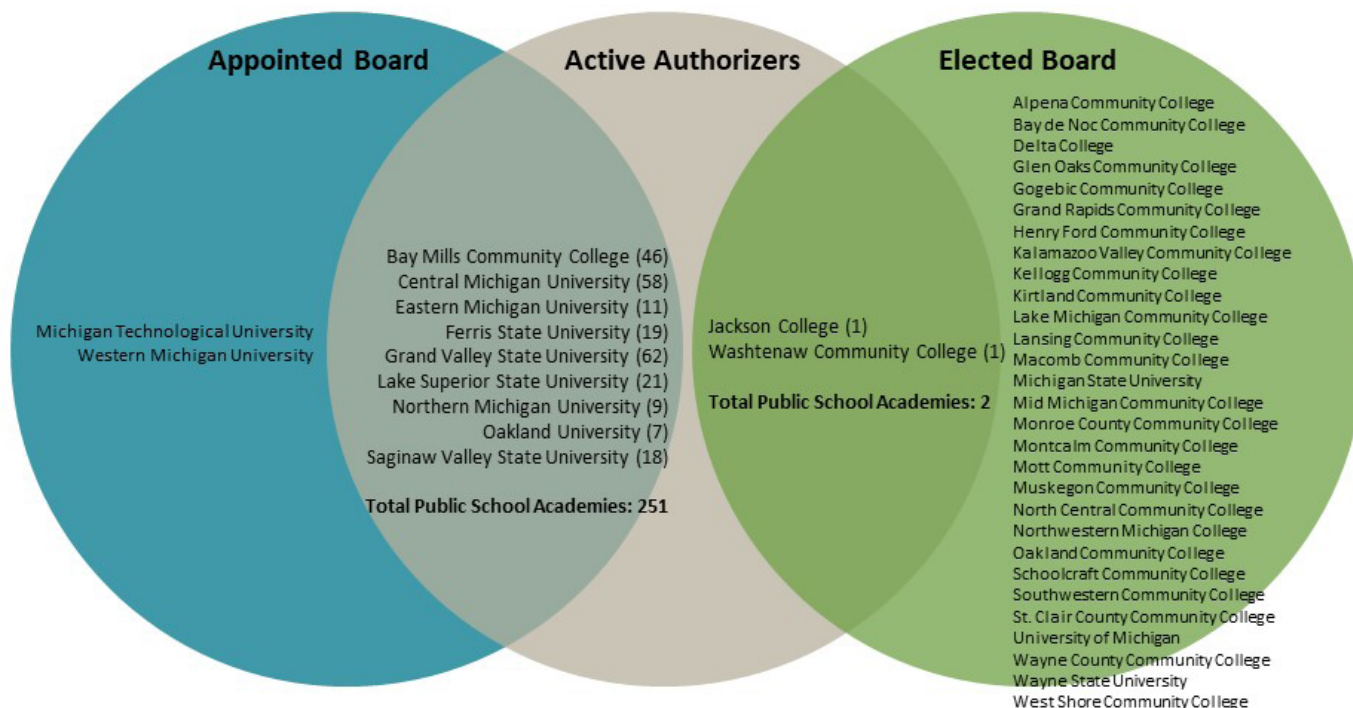 Appointed Board
Active Authorizers
Elected Board
Michigan Technological University
Western Michigan University
Bay Mills Community College (46)
Central Michigan University (58)
Eastern Michigan University (11)
Ferris State University (19)
Grand Valley State University (62)
Lake Superior State University (21)
Northern Michigan University (9)
Oakland University (7)
Saginaw Valley State University (18)
Total Public School Academies: 251
Jackson College (1)
Washtenaw Community College (1)
Total Public School Academies: 2
Alpena Community College
Bay de Noc Community College
Delta College
Glen Oaks Community College
Gogebic Community College
Grand Rapids Community College
Henry Ford Community College
Kalamazoo Valley Community College
Kellogg Community College
Kirtland Community College
Lake Michigan Community College
Lansing Community College
Macomb Community College
Michigan State University
Mid Michigan Community College
Monroe County Community College
Montcalm Community College
Mott Community College
Muskegon Community College
North Central Community College
Northwestern Michigan College
Oakland Community College
Schoolcraft Community College
Southwestern Community College
St. Clair County Community College
University of Michigan
Wayne County Community College
Wayne State University
West Shore Community College